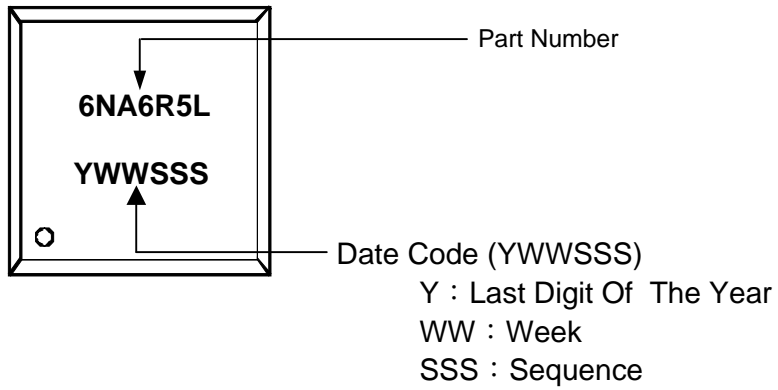 Part Number
6NA6R5L
YWWSSS
Date Code (YWWSSS)
Y：Last Digit Of The Year
WW：Week
SSS：Sequence